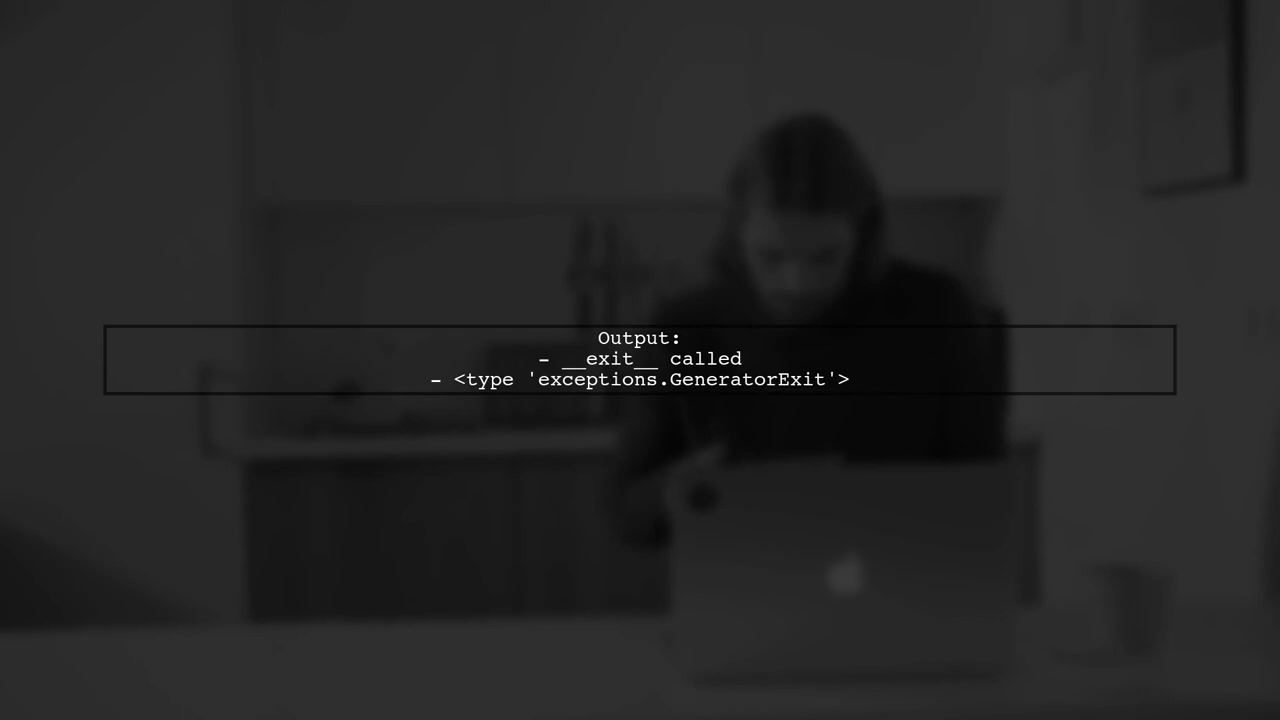 Output:
- __exit__ called
- <type 'exceptions.GeneratorExit'>